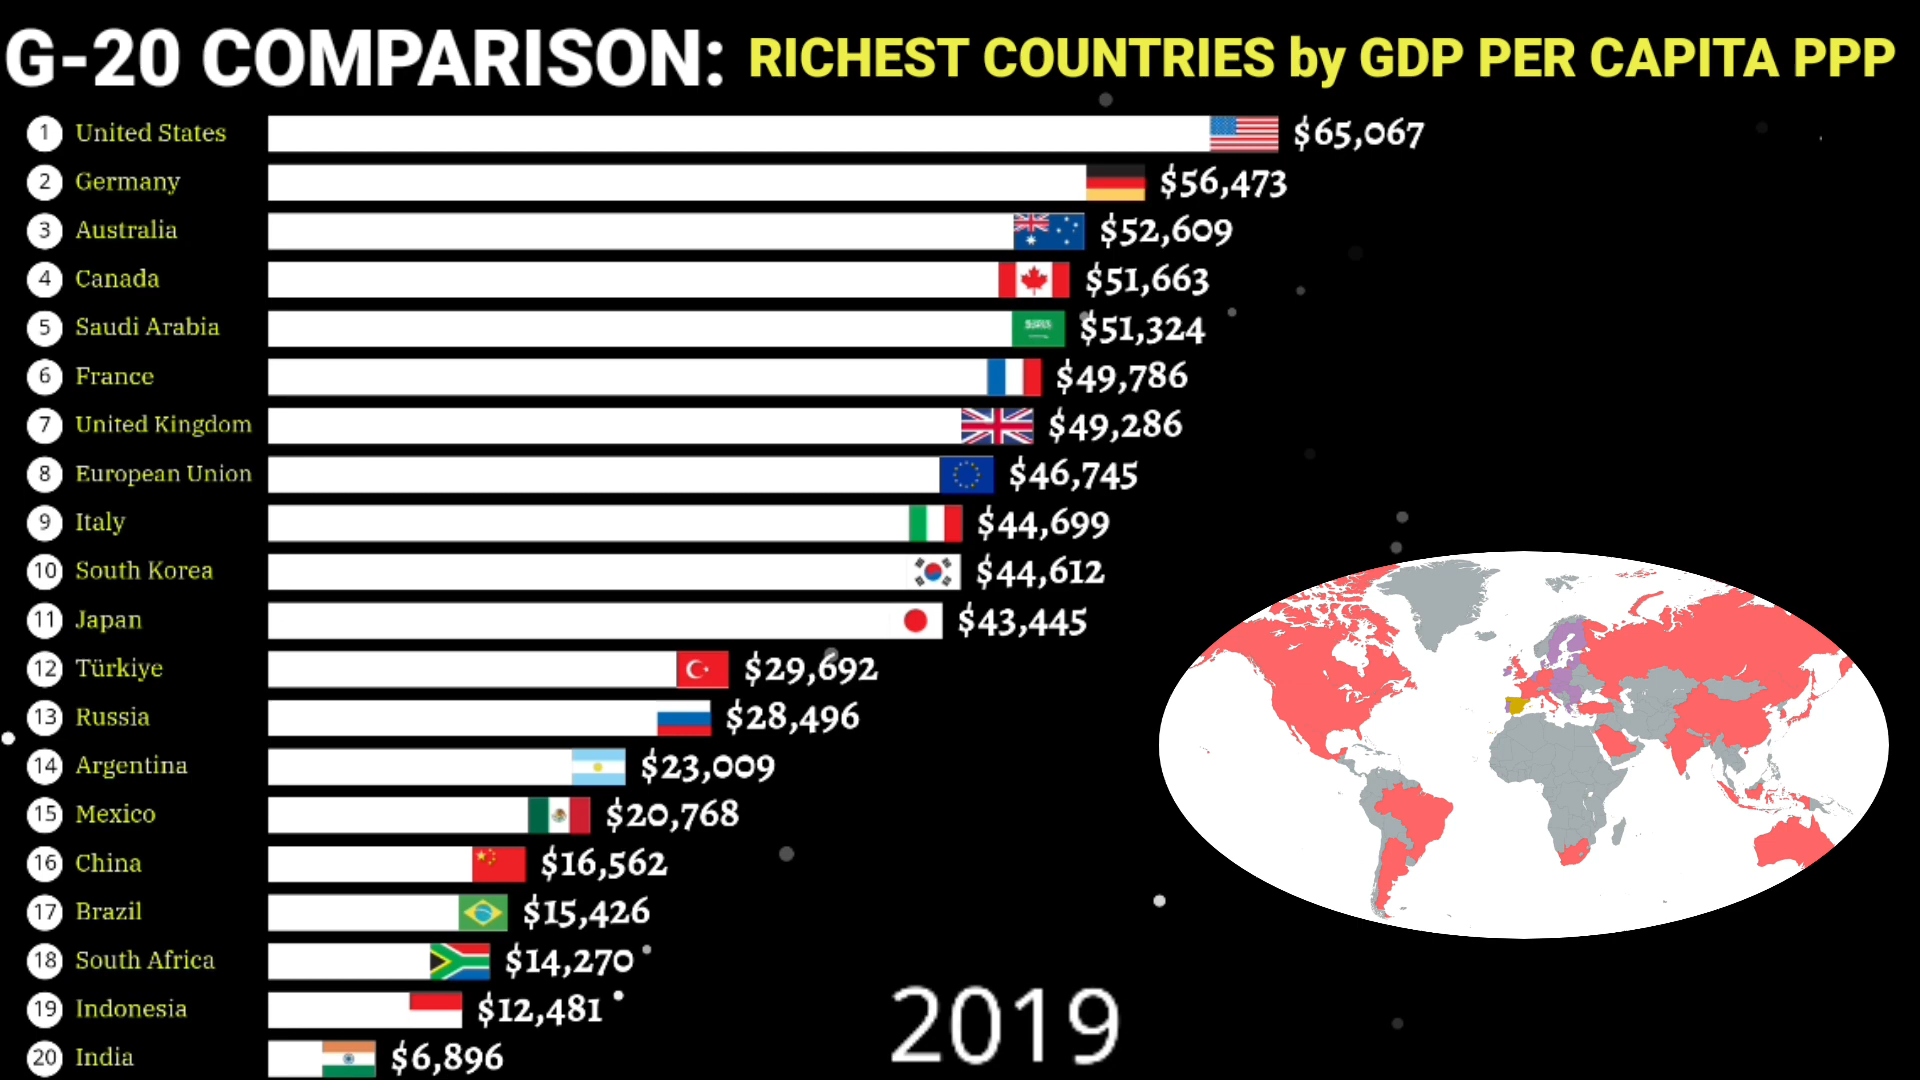 G-20 COMPARISON: RICHEST COUNTRIES by GDP PER CAPITA PPP
1 United States $65,067
2 Germany $56,473
3 Australia $52,609
4 Canada $51,663
5 Saudi Arabia $51,324
6 France $49,786
7 United Kingdom $49,286
8 European Union $46,745
9 Italy $44,699
10 South Korea $44,612
11 Japan $43,445
12 Türkiye $29,692
13 Russia $28,496
14 Argentina $23,009
15 Mexico $20,768
16 China $16,562
17 Brazil $15,426
18 South Africa $14,270
19 Indonesia $12,481
20 India $6,896
2019